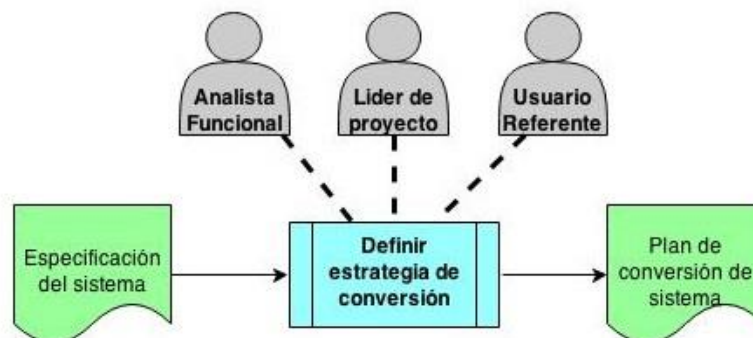 Analista
Funcional
Lider de
proyecto
Usuario
Referente
Especificación
del sistema
Definir
estrategia de
conversión
Plan de
conversión de
sistema